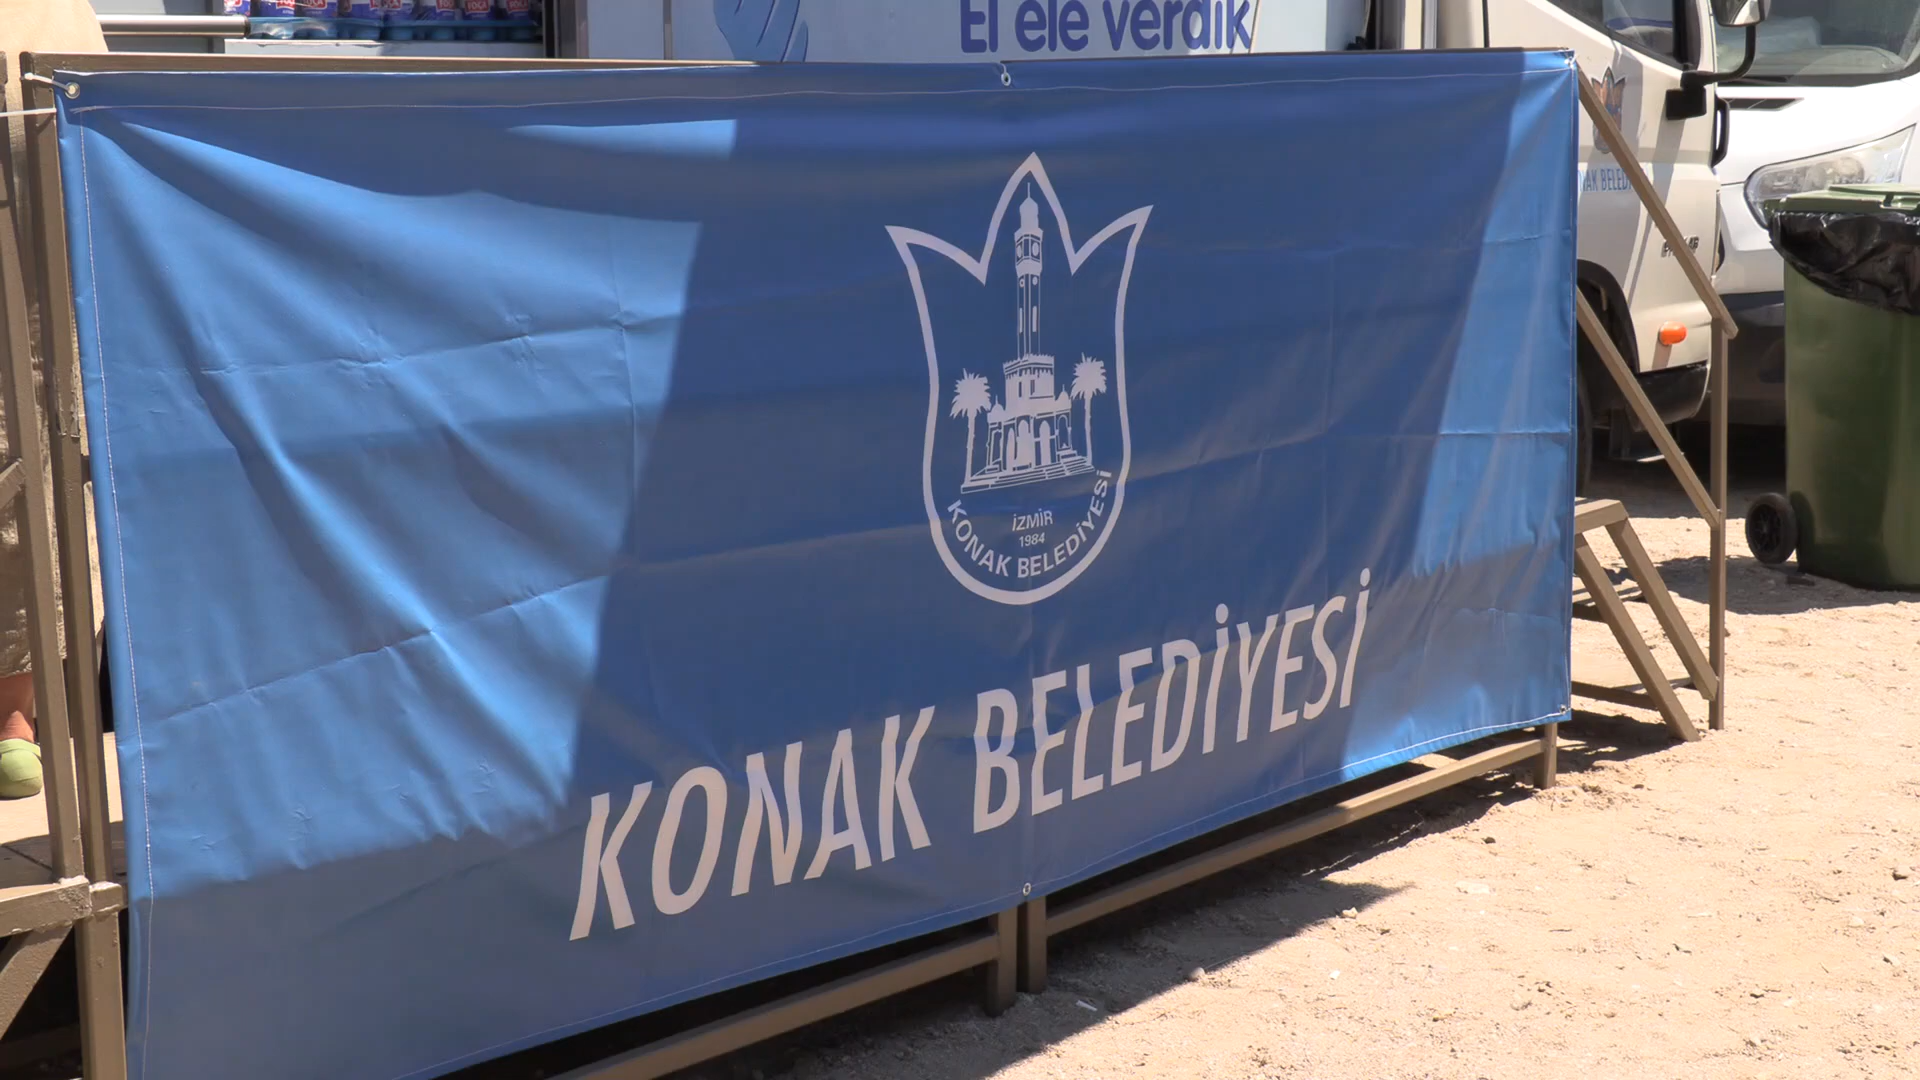 El ele verdik
İZMİR
1984
KONAK BELEDİYESİ
KONAK BELEDİYESİ